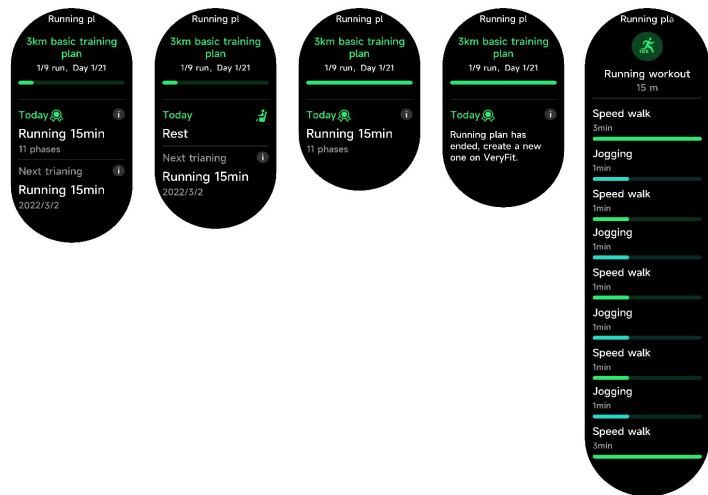 Running pl
3km basic training
plan
1/9 run, Day 1/21
Today
i
Running 15min
11 phases
Next trianing
i
Running 15min
2022/3/2
Running pl
3km basic training
plan
1/9 run, Day 1/21
Today
Rest
Next trianing
i
Running 15min
2022/3/2
Running pl
3km basic training
plan
1/9 run, Day 1/21
Today
i
Running 15min
11 phases
Running pl
3km basic training
plan
1/9 run, Day 1/21
Today
i
Running plan has
ended, create a new
one on VeryFit.
Running pla
Running workout
15 m
Speed walk
3min
Jogging
1min
Speed walk
1min
Jogging
1min
Speed walk
1min
Jogging
1min
Speed walk
1min
Jogging
1min
Speed walk
3min